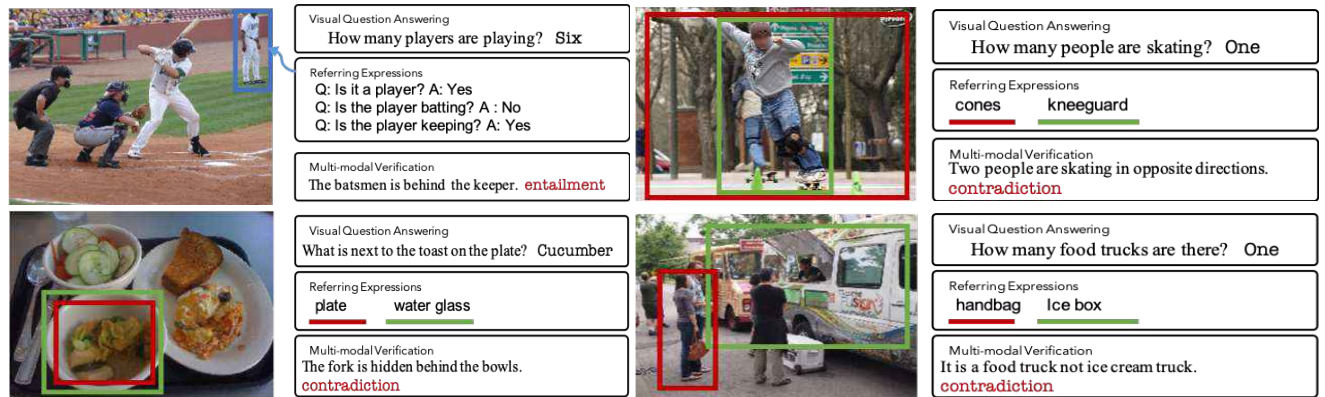 Visual Question Answering
How many players are playing? Six
Referring Expressions
Q: Is it a player? A: Yes
Q: Is the player batting? A : No
Q: Is the player keeping? A: Yes
Multi-modal Verification
The batsmen is behind the keeper. entailment
Visual Question Answering
How many people are skating? One
Referring Expressions
cones kneeguard
Multi-modal Verification
Two people are skating in opposite directions.
contradiction
Visual Question Answering
What is next to the toast on the plate? Cucumber
Referring Expressions
plate water glass
Multi-modal Verification
The fork is hidden behind the bowls.
contradiction
Visual Question Answering
How many food trucks are there? One
Referring Expressions
handbag Ice box
Multi-modal Verification
It is a food truck not ice cream truck.
contradiction